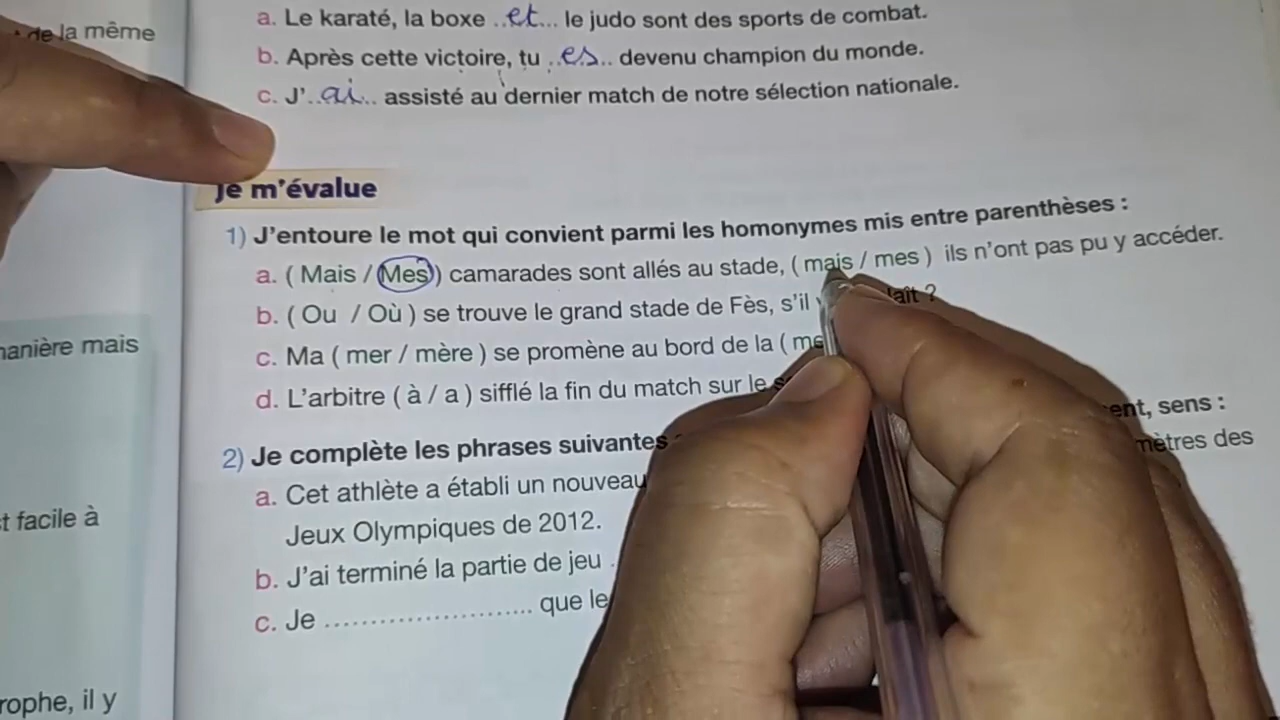 de la même
a. Le karaté, la boxe ..et... le judo sont des sports de combat.
b. Après cette victoire, tu ..es.. devenu champion du monde.
c. J'..ai.. assisté au dernier match de notre sélection nationale.
Je m'évalue
1) J'entoure le mot qui convient parmi les homonymes mis entre parenthèses :
a. ( Mais / Mes ) camarades sont allés au stade, ( mais / mes ) ils n'ont pas pu y accéder.
b. ( Ou / Où ) se trouve le grand stade de Fès, s'il
c. Ma ( mer / mère ) se promène au bord de la (
d. L'arbitre ( à / a ) sifflé la fin du match sur le
2) Je complète les phrases suivantes sens :
a. Cet athlète a établi un nouveau des
Jeux Olympiques de 2012.
b. J'ai terminé la partie de jeu
c. Je ........................ que le
mais
facile à
il y